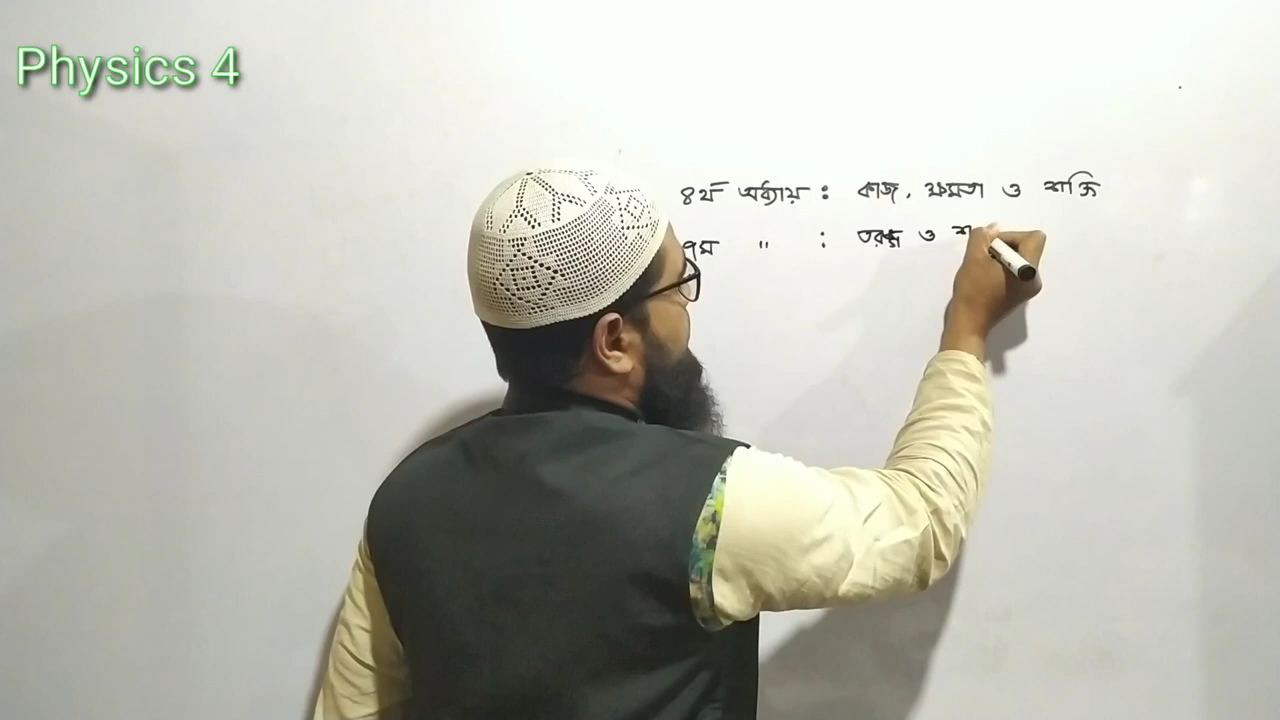 Physics 4
৪র্থ অধ্যায় : কাজ, ক্ষমতা ও শক্তি
৭ম " : তরঙ্গ ও শ